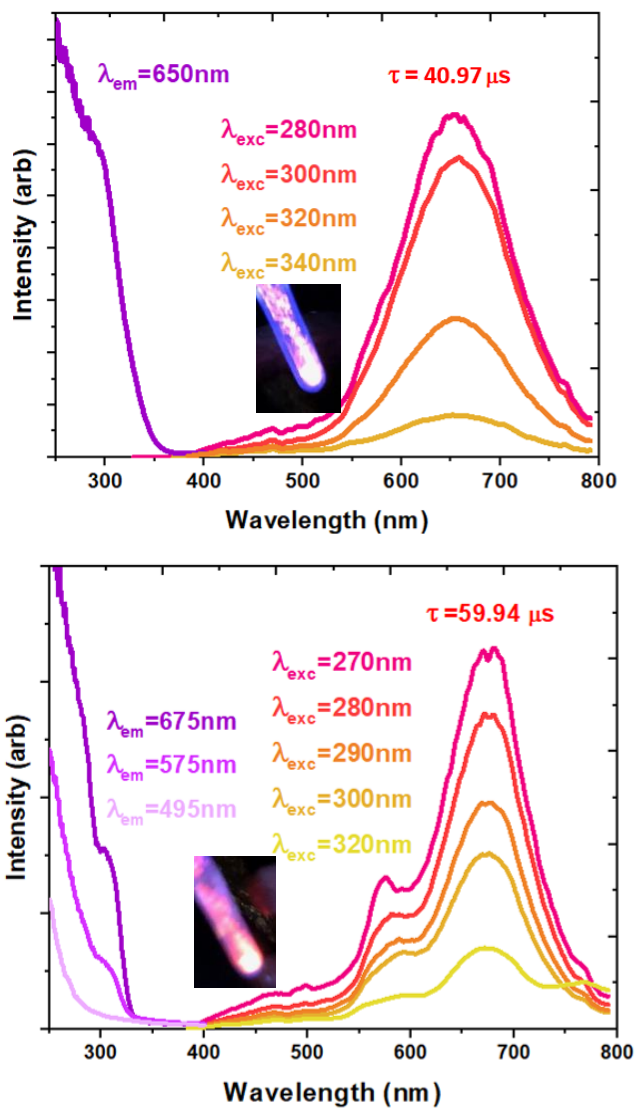 λem=650nm
τ = 40.97 μs
λexc=280nm
λexc=300nm
λexc=320nm
λexc=340nm
Intensity (arb)
300 400 500 600 700 800
Wavelength (nm)
τ =59.94 μs
λexc=270nm
λem=675nm
λexc=280nm
λem=575nm
λexc=290nm
λem=495nm
λexc=300nm
λexc=320nm
Intensity (arb)
300 400 500 600 700 800
Wavelength (nm)